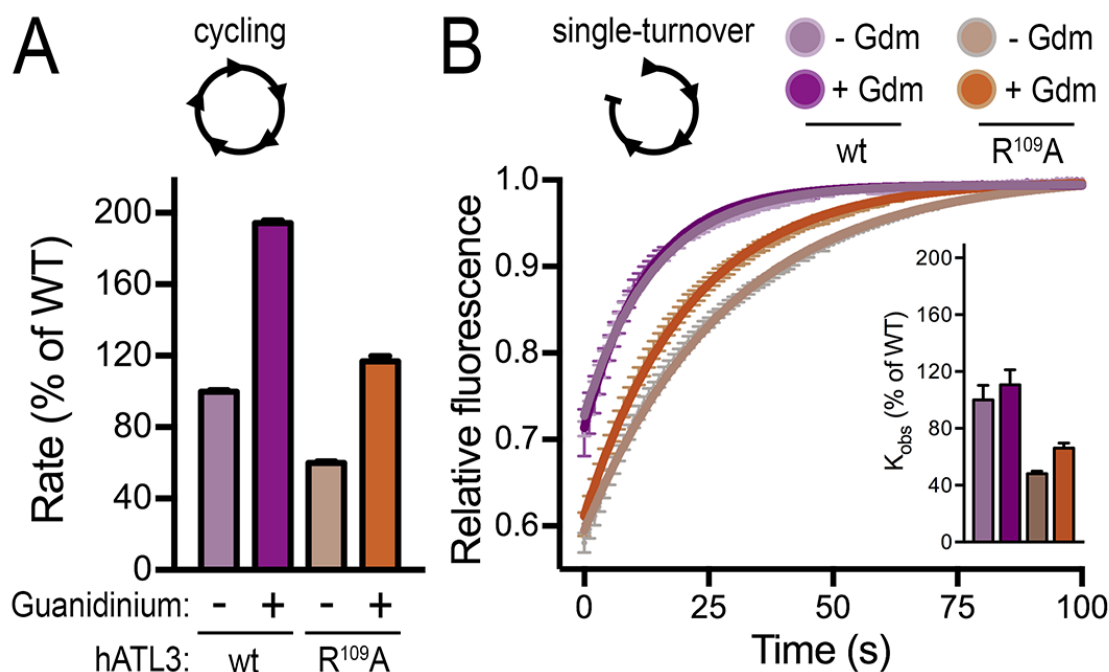 A
cycling
Rate (% of WT)
200
160
120
80
40
0
Guanidinium: - + - +
hATL3: wt R¹⁰⁹A
B
single-turnover
- Gdm - Gdm
+ Gdm + Gdm
wt R¹⁰⁹A
Relative fluorescence
1.0
0.9
0.8
0.7
0.6
0 25 50 75 100
Time (s)
K_obs (% of WT)
200
160
120
80
40
0